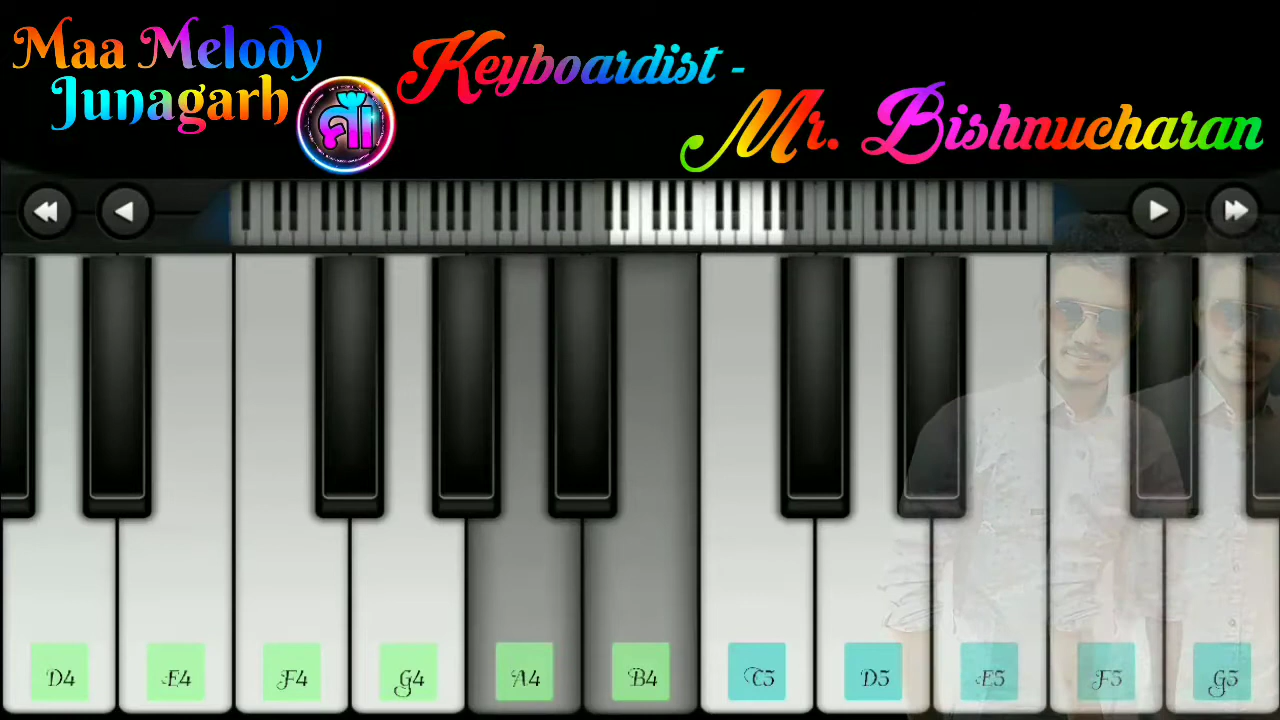 Maa Melody
Junagarh
ମାଁ
Keyboardist -
Mr. Bishnucharan
D4 E4 F4 G4 A4 B4 C5 D5 E5 F5 G5